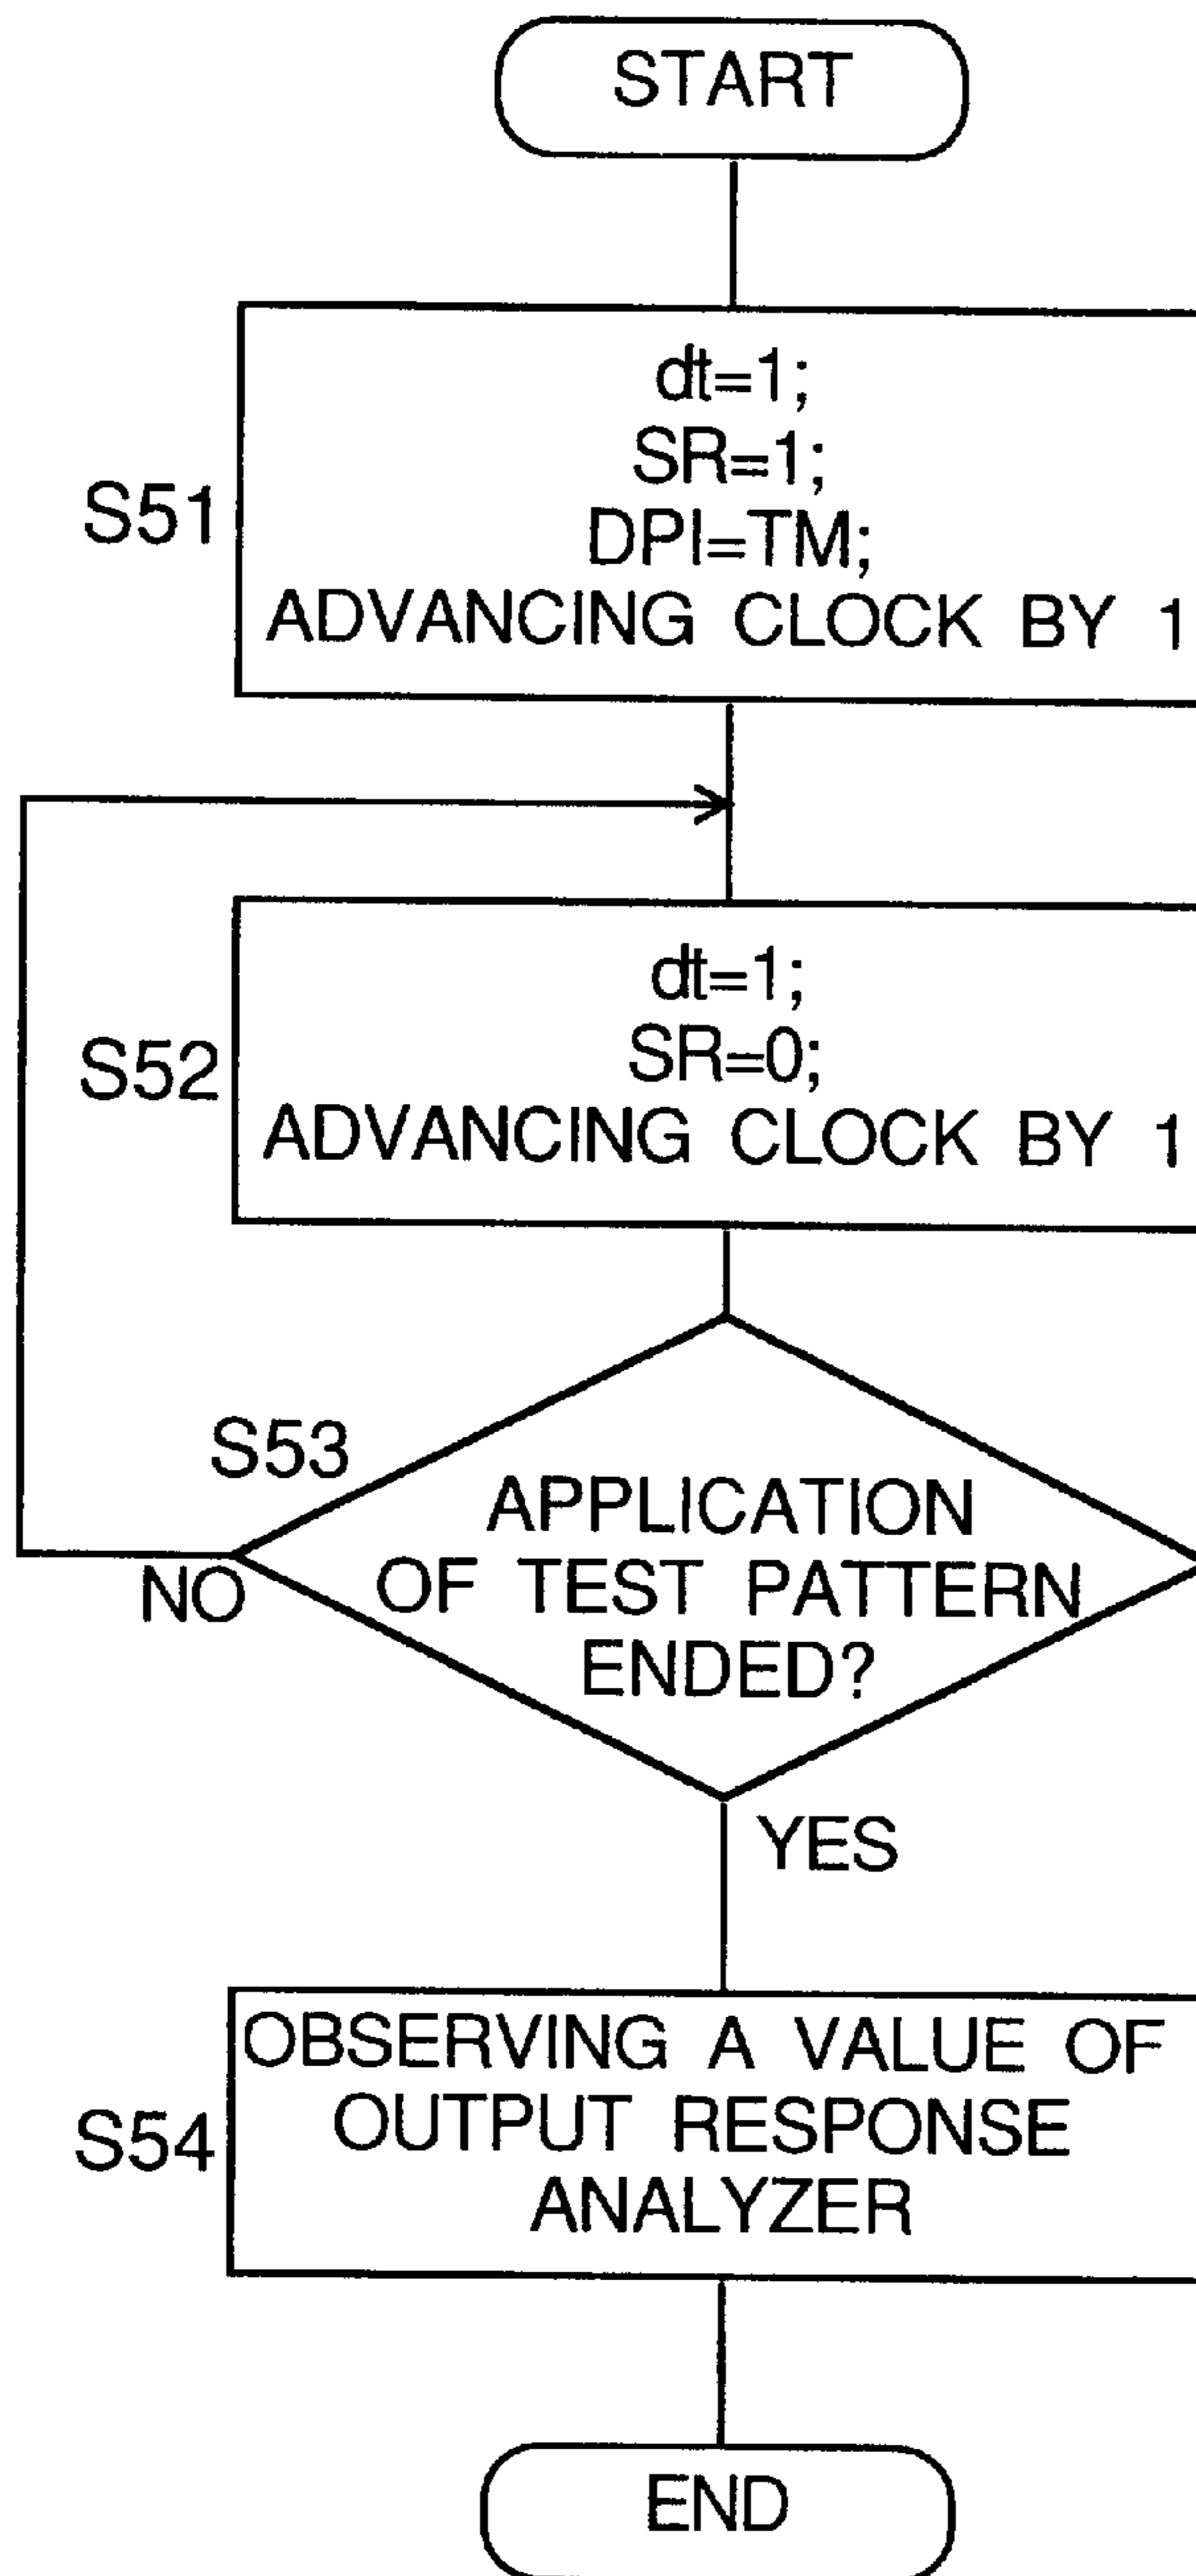 START
dt=1;
SR=1;
DPI=TM;
ADVANCING CLOCK BY 1
S51
dt=1;
SR=0;
ADVANCING CLOCK BY 1
S52
S53
APPLICATION
OF TEST PATTERN
ENDED?
NO
YES
OBSERVING A VALUE OF
OUTPUT RESPONSE
ANALYZER
S54
END